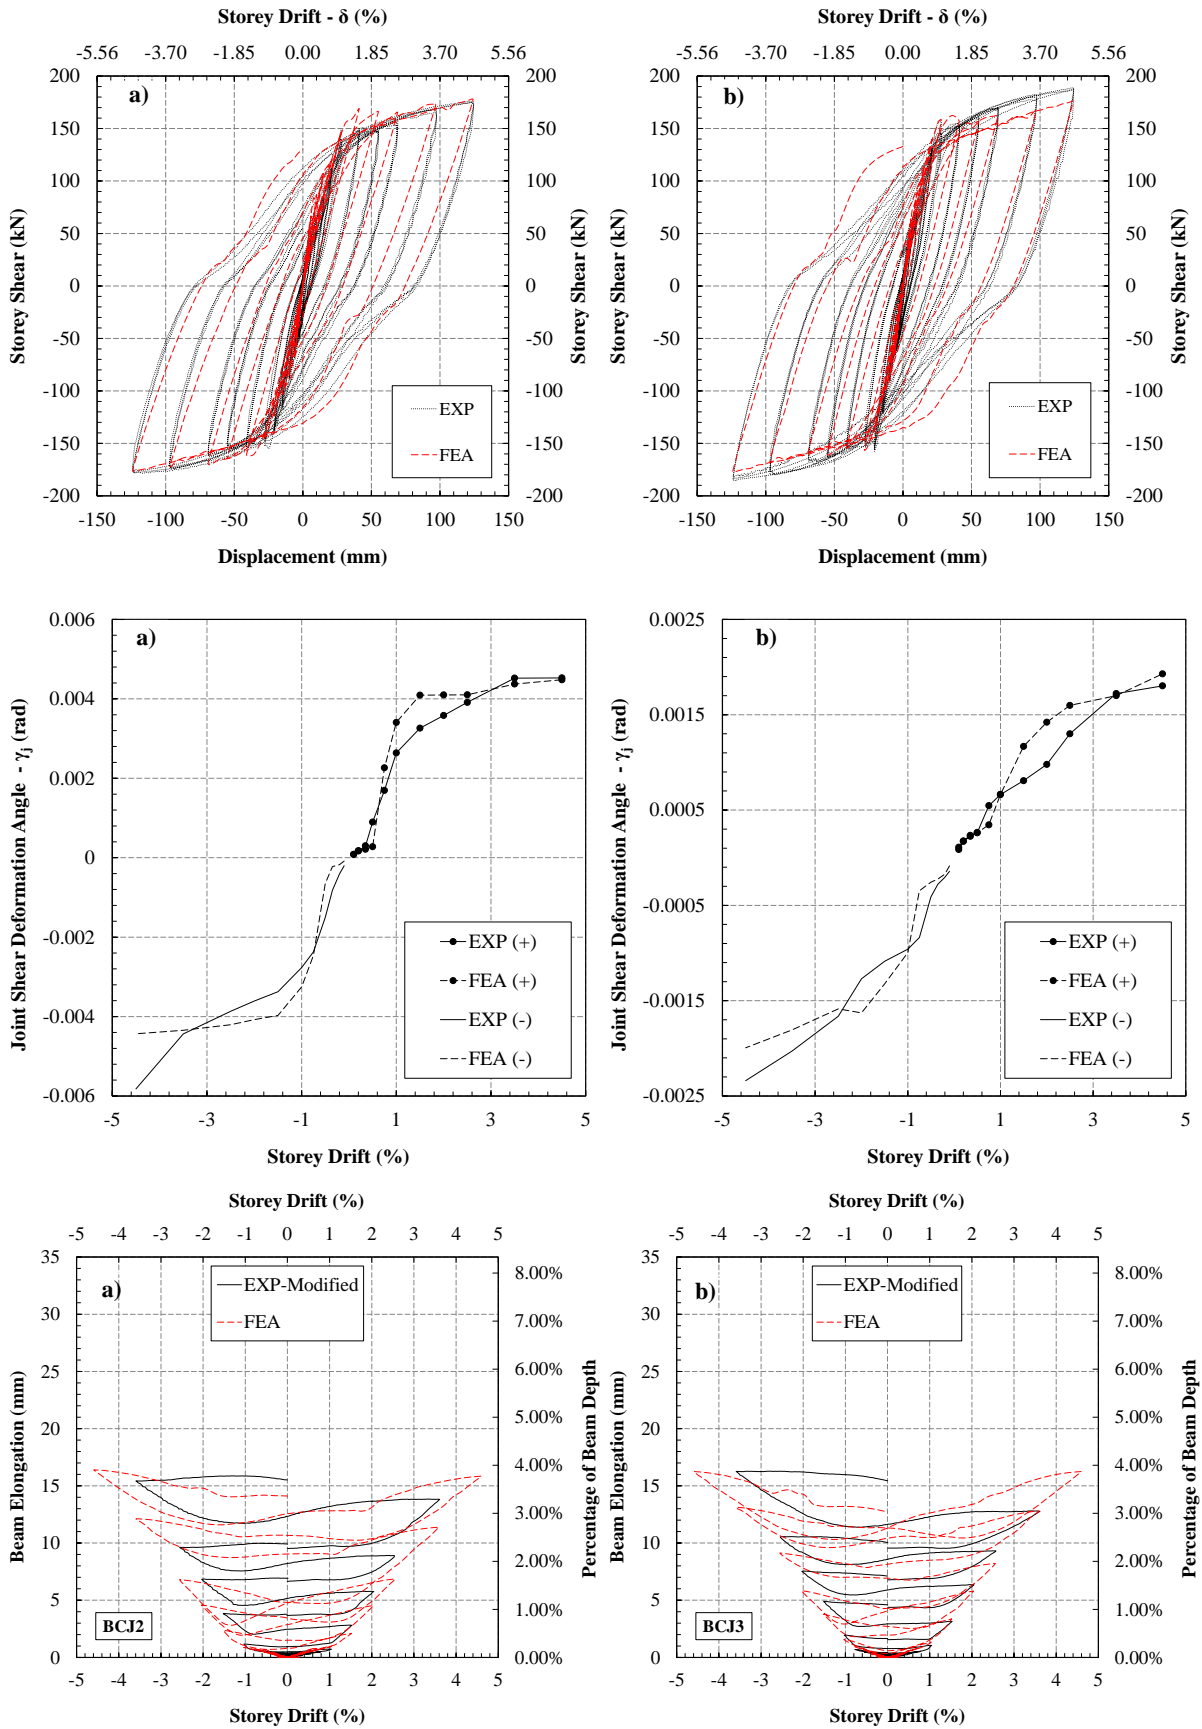 Storey Drift - δ (%)
-5.56 -3.70 -1.85 0.00 1.85 3.70 5.56
a)
200 150 100 50 0 -50 -100 -150 -200
Storey Shear (kN)
200 150 100 50 0 -50 -100 -150 -200
Storey Shear (kN)
EXP
FEA
-150 -100 -50 0 50 100 150
Displacement (mm)
Storey Drift - δ (%)
-5.56 -3.70 -1.85 0.00 1.85 3.70 5.56
b)
200 150 100 50 0 -50 -100 -150 -200
Storey Shear (kN)
200 150 100 50 0 -50 -100 -150 -200
Storey Shear (kN)
EXP
FEA
-150 -100 -50 0 50 100 150
Displacement (mm)
a)
0.006 0.004 0.002 0 -0.002 -0.004 -0.006
Joint Shear Deformation Angle - γj (rad)
EXP (+)
FEA (+)
EXP (-)
FEA (-)
-5 -3 -1 1 3 5
Storey Drift (%)
b)
0.0025 0.0015 0.0005 -0.0005 -0.0015 -0.0025
Joint Shear Deformation Angle - γj (rad)
EXP (+)
FEA (+)
EXP (-)
FEA (-)
-5 -3 -1 1 3 5
Storey Drift (%)
Storey Drift (%)
-5 -4 -3 -2 -1 0 1 2 3 4 5
a)
EXP-Modified
FEA
35 30 25 20 15 10 5 0
Beam Elongation (mm)
8.00% 7.00% 6.00% 5.00% 4.00% 3.00% 2.00% 1.00% 0.00%
Percentage of Beam Depth
BCJ2
-5 -4 -3 -2 -1 0 1 2 3 4 5
Storey Drift (%)
Storey Drift (%)
-5 -4 -3 -2 -1 0 1 2 3 4 5
b)
EXP-Modified
FEA
35 30 25 20 15 10 5 0
Beam Elongation (mm)
8.00% 7.00% 6.00% 5.00% 4.00% 3.00% 2.00% 1.00% 0.00%
Percentage of Beam Depth
BCJ3
-5 -4 -3 -2 -1 0 1 2 3 4 5
Storey Drift (%)